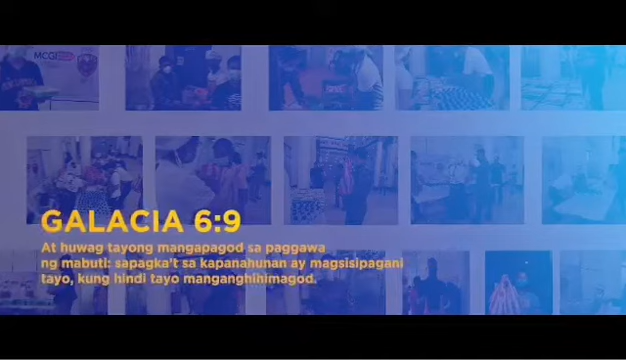 MCGI
GALACIA 6:9
At huwag tayong mangapagod sa paggawa
ng mabuti: sapagka't sa kapanahunan ay magsisipagani
tayo, kung hindi tayo manganghihimagod.